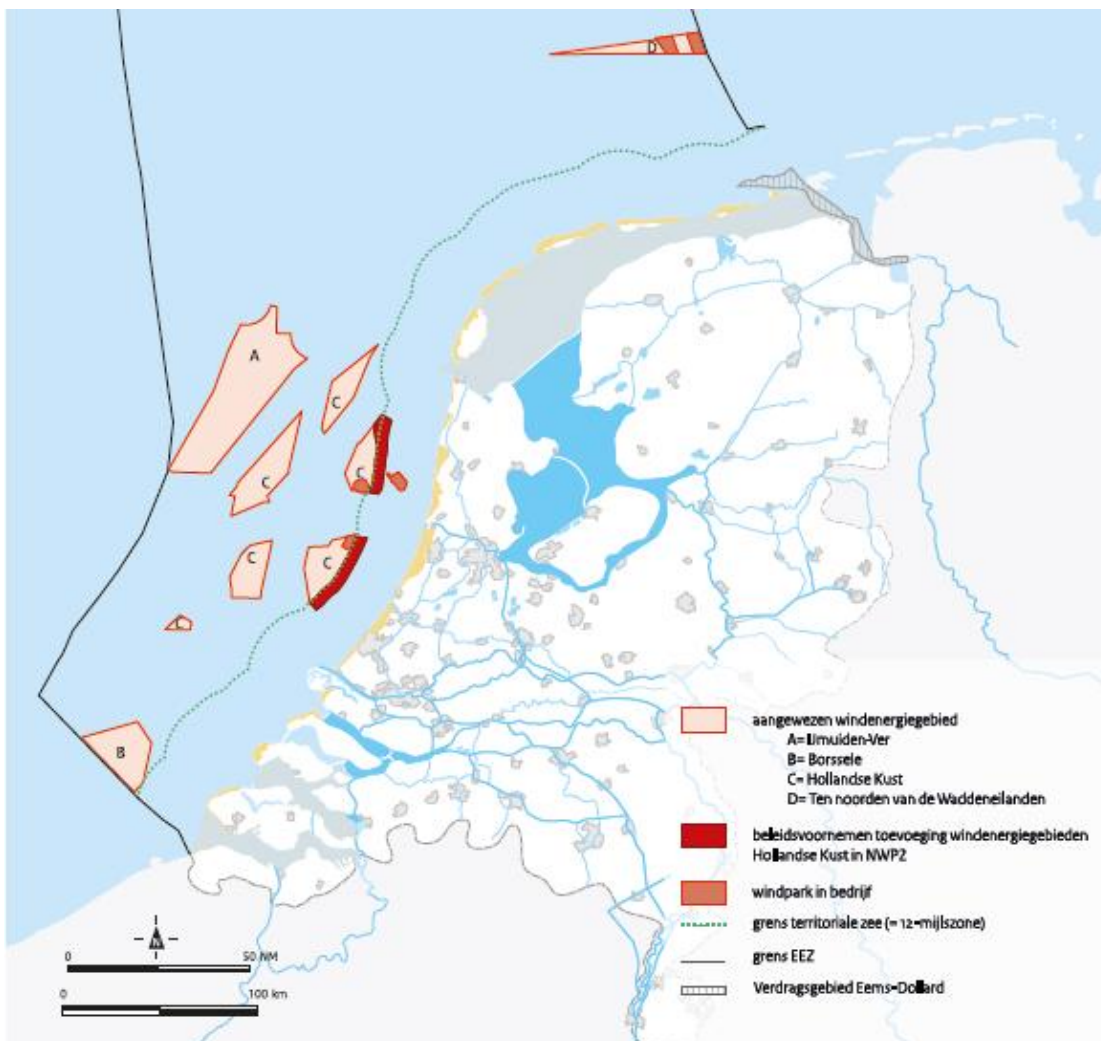 D
A
C
C
C
C
C
C
B
aangewezen windenergiegebied
A= IJmuiden-Ver
B= Borssele
C= Hollandse Kust
D= Ten noorden van de Waddeneilanden
beleidsvoornemen toevoeging windenergiegebieden
Hollandse Kust in NWP2
windpark in bedrijf
grens territoriale zee (= 12-mijlszone)
grens EEZ
Verdragsgebied Eems-Dollard
N
0 50 NM
0 100 km